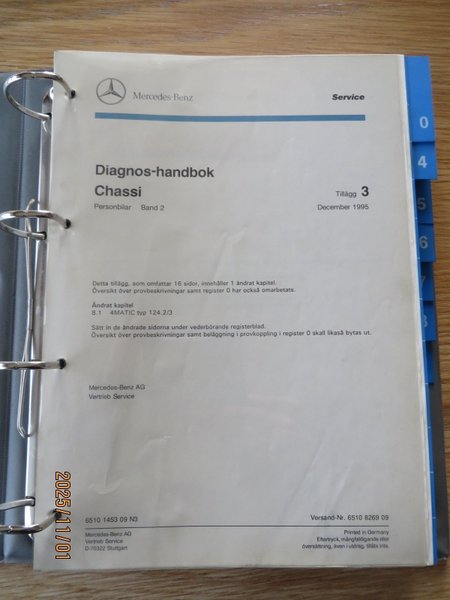 Mercedes-Benz
Service
Diagnos-handbok
Chassi
Personbilar Band 2
Tillägg 3
December 1995
Detta tillägg, som omfattar 16 sidor, innehåller 1 ändrat kapitel.
Översikt över provbeskrivningar samt register 0 har också omarbetats.
Ändrat kapitel
8.1 4MATIC typ 124.2/3
Sätt in de ändrade sidorna under vederbörande registerblad.
Översikt över provbeskrivningar samt beläggning i provkoppling i register 0 skall likaså bytas ut.
Mercedes-Benz AG
Vertrieb Service
6510 1453 09 N3
Versand-Nr. 6510 8269 09
Mercedes-Benz AG
Vertrieb Service
D-70322 Stuttgart
Printed in Germany
Eftertryck, mångfaldigande eller
översättning, även i utdrag, tillåts inte.
0
4
5
6
7
8
2025/11/01